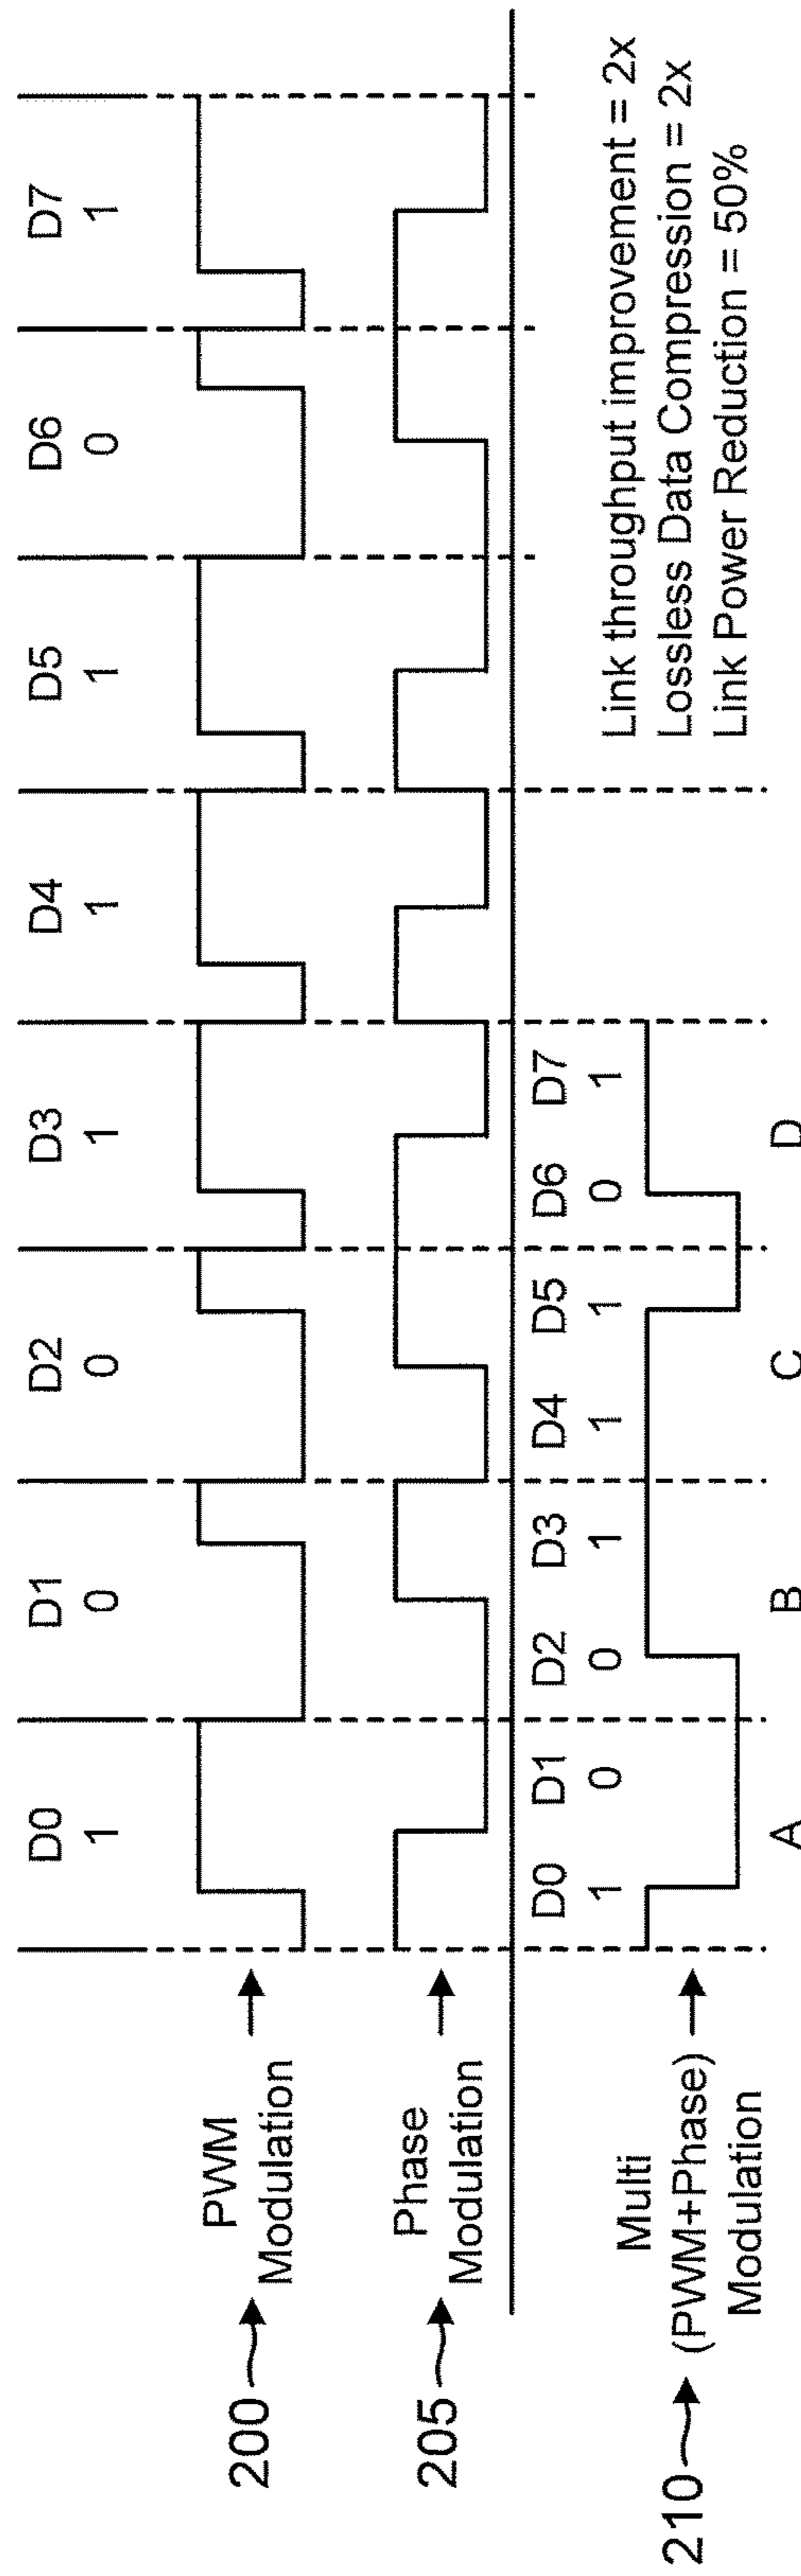 D0 D1 D2 D3 D4 D5 D6 D7
1 0 0 1 1 1 0 1
200
PWM
Modulation
205
Phase
Modulation
D0 D1 D2 D3 D4 D5 D6 D7
1 0 0 1 1 1 0 1
210
Multi
(PWM+Phase)
Modulation
A B C D
Link throughput improvement = 2x
Lossless Data Compression = 2x
Link Power Reduction = 50%